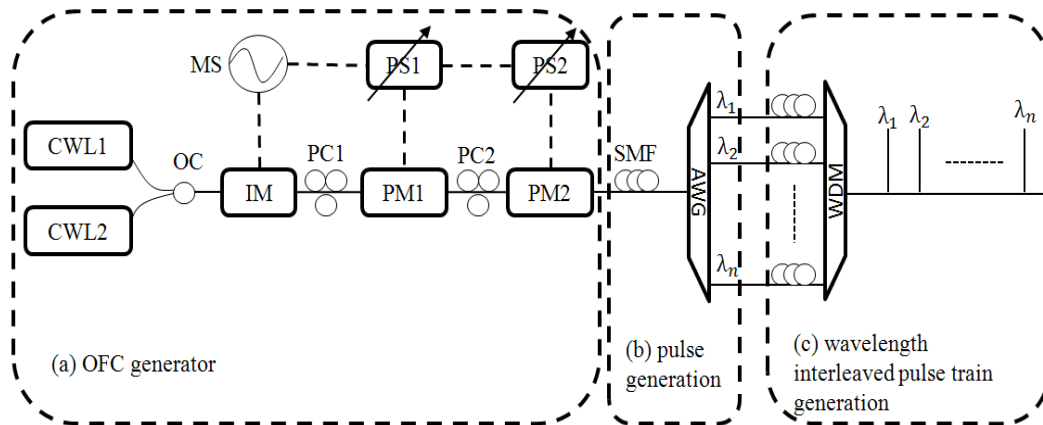 MS
PS1
PS2
CWL1
CWL2
OC
IM
PC1
PM1
PC2
PM2
(a) OFC generator
SMF
AWG
λ₁
λ₂
λₙ
(b) pulse
generation
WDM
λ₁
λ₂
λₙ
(c) wavelength
interleaved pulse train
generation